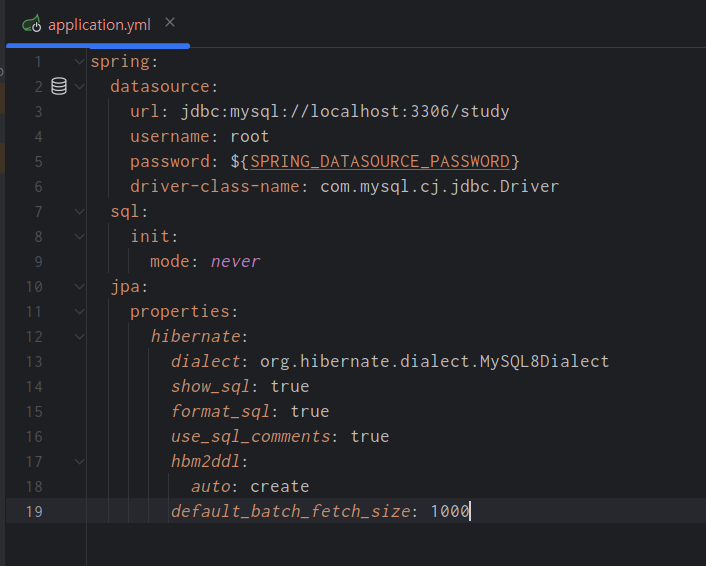 application.yml
1 spring:
2 datasource:
3 url: jdbc:mysql://localhost:3306/study
4 username: root
5 password: ${SPRING_DATASOURCE_PASSWORD}
6 driver-class-name: com.mysql.cj.jdbc.Driver
7 sql:
8 init:
9 mode: never
10 jpa:
11 properties:
12 hibernate:
13 dialect: org.hibernate.dialect.MySQL8Dialect
14 show_sql: true
15 format_sql: true
16 use_sql_comments: true
17 hbm2ddl:
18 auto: create
19 default_batch_fetch_size: 1000